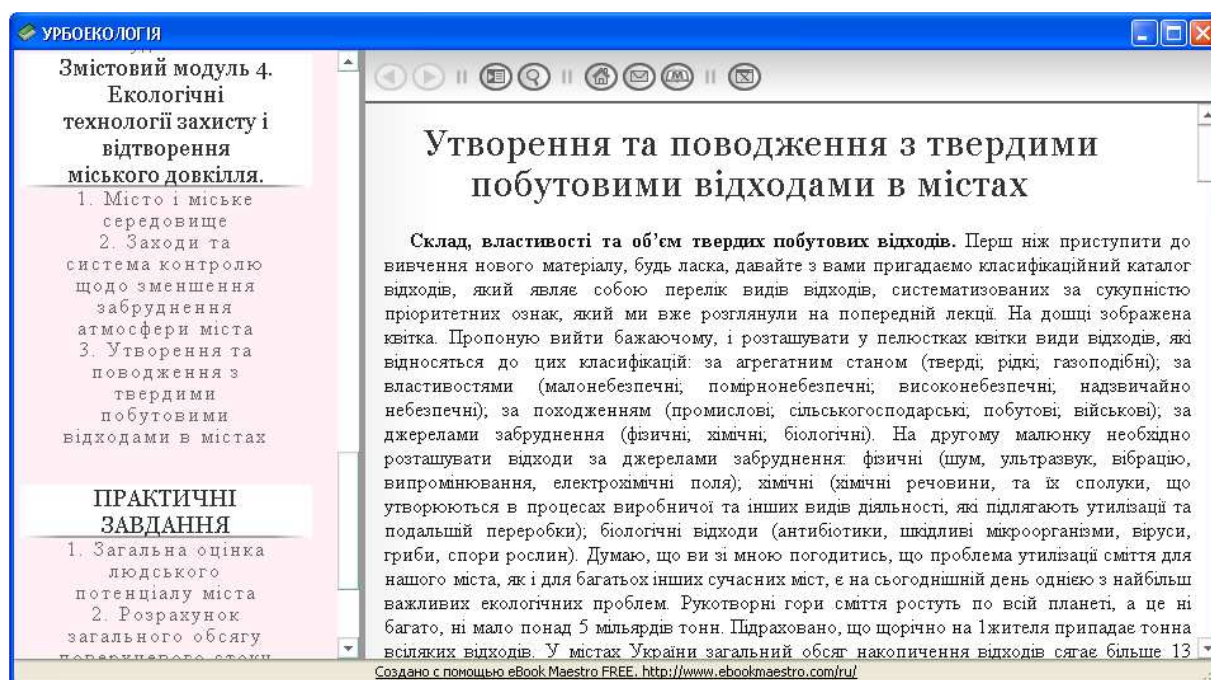 УРБОЕКОЛОГІЯ
Змістовий модуль 4.
Екологічні
технології захисту і
відтворення
міського довкілля.
1. Місто і міське
середовище
2. Заходи та
система контролю
щодо зменшення
забруднення
атмосфери міста
3. Утворення та
поводження з
твердими
побутовими
відходами в містах
ПРАКТИЧНІ
ЗАВДАННЯ
1. Загальна оцінка
людського
потенціалу міста
2. Розрахунок
загального обсягу
поверхневого стоку
Утворення та поводження з твердими
побутовими відходами в містах
Склад, властивості та об’єм твердих побутових відходів. Перш ніж приступити до
вивчення нового матеріалу, будь ласка, давайте з вами пригадаємо класифікаційний каталог
відходів, який являє собою перелік видів відходів, систематизованих за сукупністю
пріоритетних ознак, який ми вже розглянули на попередній лекції. На дошці зображена
квітка. Пропоную вийти бажаючому, і розташувати у пелюстках квітки види відходів, які
відносяться до цих класифікацій: за агрегатним станом (тверді; рідкі; газоподібні); за
властивостями (малонебезпечні; помірнонебезпечні; високонебезпечні; надзвичайно
небезпечні); за походженням (промислові; сільськогосподарські; побутові; військові); за
джерелами забруднення (фізичні; хімічні; біологічні). На другому малюнку необхідно
розташувати відходи за джерелами забруднення: фізичні (шум, ультразвук, вібрацію,
випромінювання, електрохімічні поля); хімічні (хімічні речовини, та їх сполуки, що
утворюються в процесах виробничої та інших видів діяльності, які підлягають утилізації та
подальшій переробки); біологічні відходи (антибіотики, шкідливі мікроорганізми, віруси,
гриби, спори рослин). Думаю, що ви зі мною погодитись, що проблема утилізації сміття для
нашого міста, як і для багатьох інших сучасних міст, є на сьогоднішній день однією з найбільш
важливих екологічних проблем. Рукотворні гори сміття ростуть по всій планеті, а це ні
багато, ні мало понад 5 мільярдів тонн. Підраховано, що щорічно на 1жителя припадає тонна
всіляких відходів. У містах України загальний обсяг накопичення відходів сягає більше 13
Создано с помощью eBook Maestro FREE. http://www.ebookmaestro.com/ru/